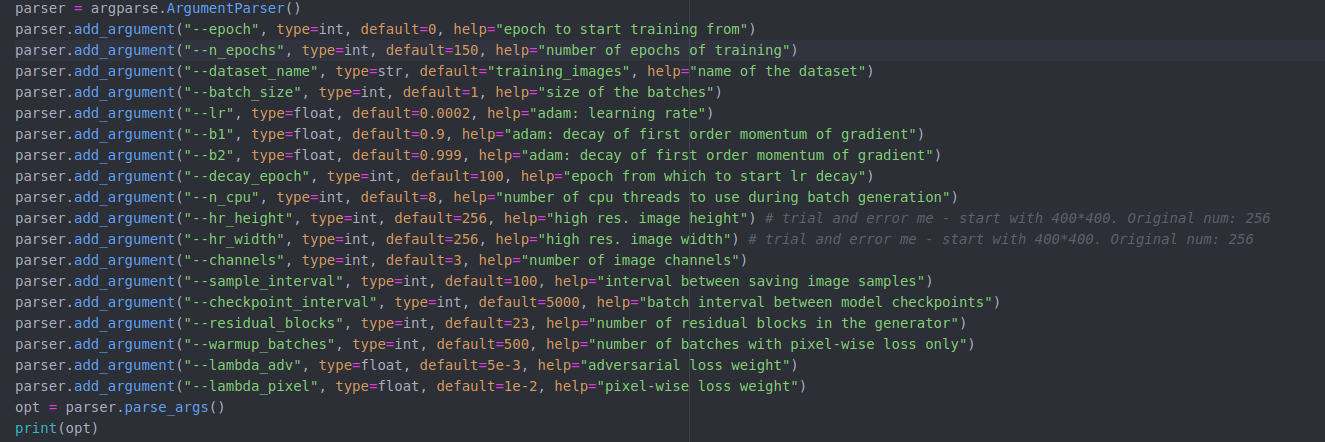 parser = argparse.ArgumentParser()
parser.add_argument("--epoch", type=int, default=0, help="epoch to start training from")
parser.add_argument("--n_epochs", type=int, default=150, help="number of epochs of training")
parser.add_argument("--dataset_name", type=str, default="training_images", help="name of the dataset")
parser.add_argument("--batch_size", type=int, default=1, help="size of the batches")
parser.add_argument("--lr", type=float, default=0.0002, help="adam: learning rate")
parser.add_argument("--b1", type=float, default=0.9, help="adam: decay of first order momentum of gradient")
parser.add_argument("--b2", type=float, default=0.999, help="adam: decay of first order momentum of gradient")
parser.add_argument("--decay_epoch", type=int, default=100, help="epoch from which to start lr decay")
parser.add_argument("--n_cpu", type=int, default=8, help="number of cpu threads to use during batch generation")
parser.add_argument("--hr_height", type=int, default=256, help="high res. image height") # trial and error me - start with 400*400. Original num: 256
parser.add_argument("--hr_width", type=int, default=256, help="high res. image width") # trial and error me - start with 400*400. Original num: 256
parser.add_argument("--channels", type=int, default=3, help="number of image channels")
parser.add_argument("--sample_interval", type=int, default=100, help="interval between saving image samples")
parser.add_argument("--checkpoint_interval", type=int, default=5000, help="batch interval between model checkpoints")
parser.add_argument("--residual_blocks", type=int, default=23, help="number of residual blocks in the generator")
parser.add_argument("--warmup_batches", type=int, default=500, help="number of batches with pixel-wise loss only")
parser.add_argument("--lambda_adv", type=float, default=5e-3, help="adversarial loss weight")
parser.add_argument("--lambda_pixel", type=float, default=1e-2, help="pixel-wise loss weight")
opt = parser.parse_args()
print(opt)